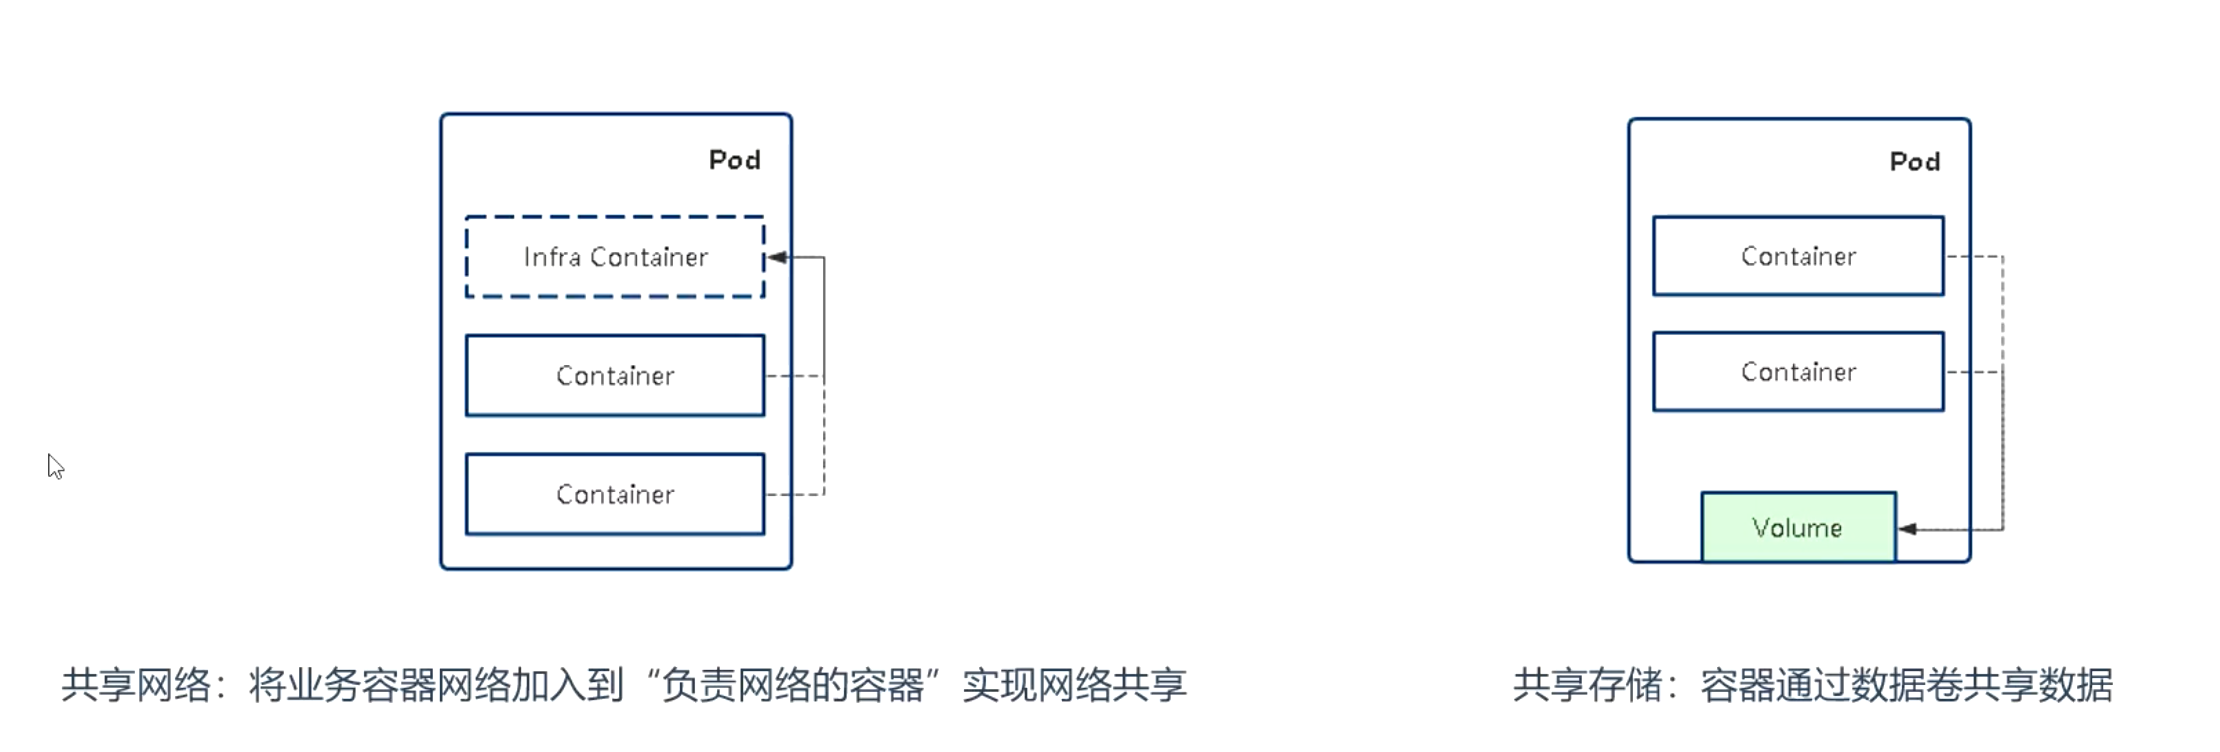 Pod
Infra Container
Container
Container
共享网络：将业务容器网络加入到“负责网络的容器”实现网络共享
Pod
Container
Container
Volume
共享存储：容器通过数据卷共享数据